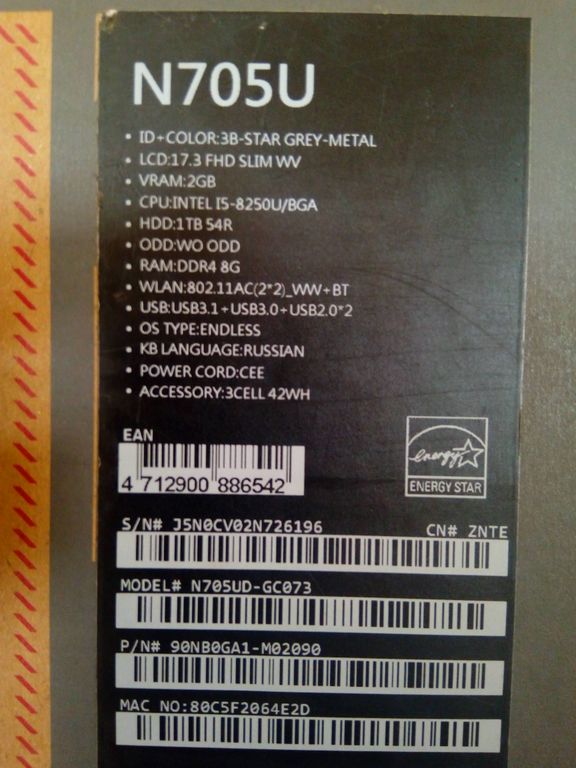 N705U
• ID+COLOR:3B-STAR GREY-METAL
• LCD:17.3 FHD SLIM WV
• VRAM:2GB
• CPU:INTEL I5-8250U/BGA
• HDD:1TB 54R
• ODD:WO ODD
• RAM:DDR4 8G
• WLAN:802.11AC(2*2)_WW+BT
• USB:USB3.1+USB3.0+USB2.0*2
• OS TYPE:ENDLESS
• KB LANGUAGE:RUSSIAN
• POWER CORD:CEE
• ACCESSORY:3CELL 42WH
EAN
4 712900 886542
energy
ENERGY STAR
S/N# J5N0CV02N726196 CN# ZNTE
MODEL# N705UD-GC073
P/N# 90NB0GA1-M02090
MAC NO:80C5F2064E2D